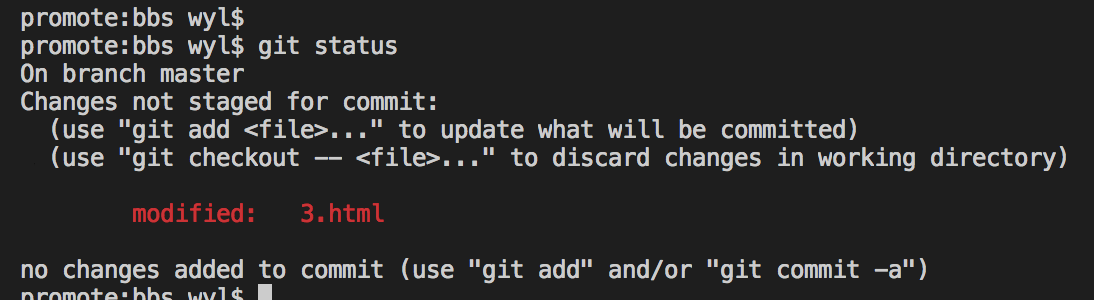 promote:bbs wyl$
promote:bbs wyl$ git status
On branch master
Changes not staged for commit:
  (use "git add <file>..." to update what will be committed)
  (use "git checkout -- <file>..." to discard changes in working directory)

        modified:   3.html

no changes added to commit (use "git add" and/or "git commit -a")
promote:bbs wyl$